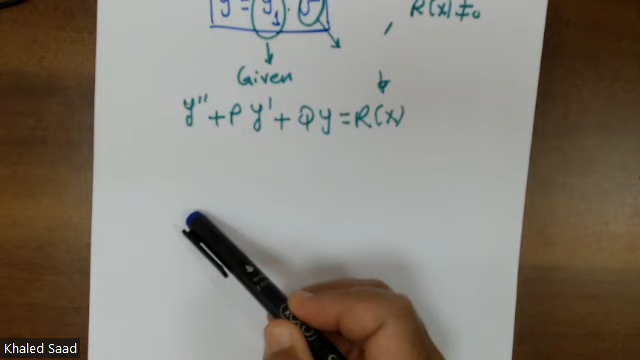 y = y₁ · v
R(x) ≠ 0
Given
y'' + P y' + Q y = R(x)
Khaled Saad